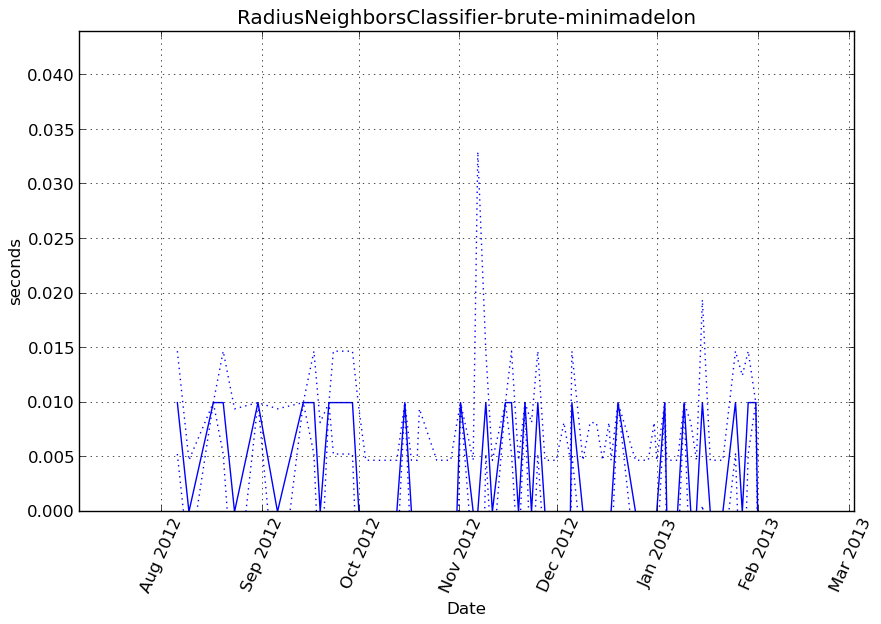 RadiusNeighborsClassifier-brute-minimadelon
0.040
0.035
0.030
0.025
0.020
0.015
0.010
0.005
0.000
seconds
Aug 2012
Sep 2012
Oct 2012
Nov 2012
Dec 2012
Jan 2013
Feb 2013
Mar 2013
Date